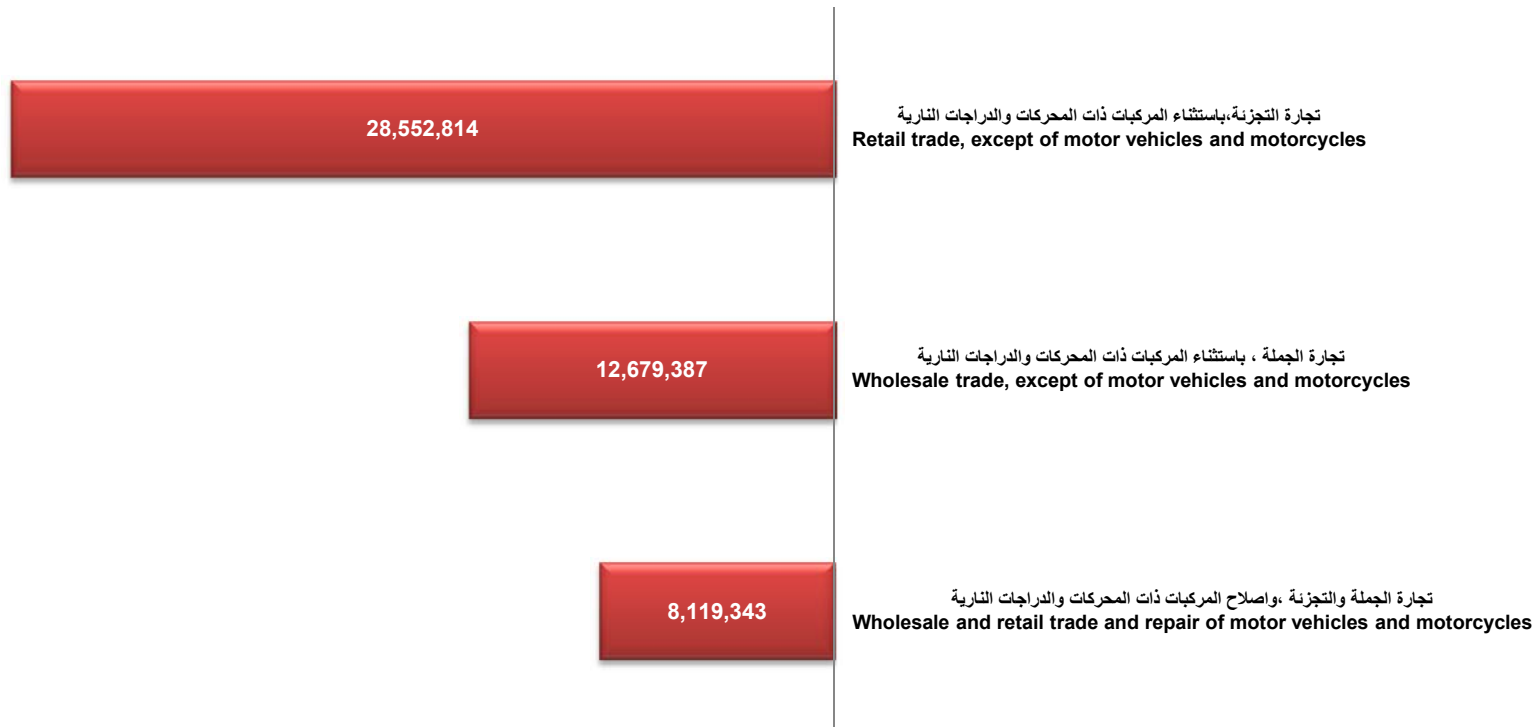 28,552,814
تجارة التجزئة،باستثناء المركبات ذات المحركات والدراجات النارية
Retail trade, except of motor vehicles and motorcycles
12,679,387
تجارة الجملة ، باستثناء المركبات ذات المحركات والدراجات النارية
Wholesale trade, except of motor vehicles and motorcycles
8,119,343
تجارة الجملة والتجزئة ،واصلاح المركبات ذات المحركات والدراجات النارية
Wholesale and retail trade and repair of motor vehicles and motorcycles